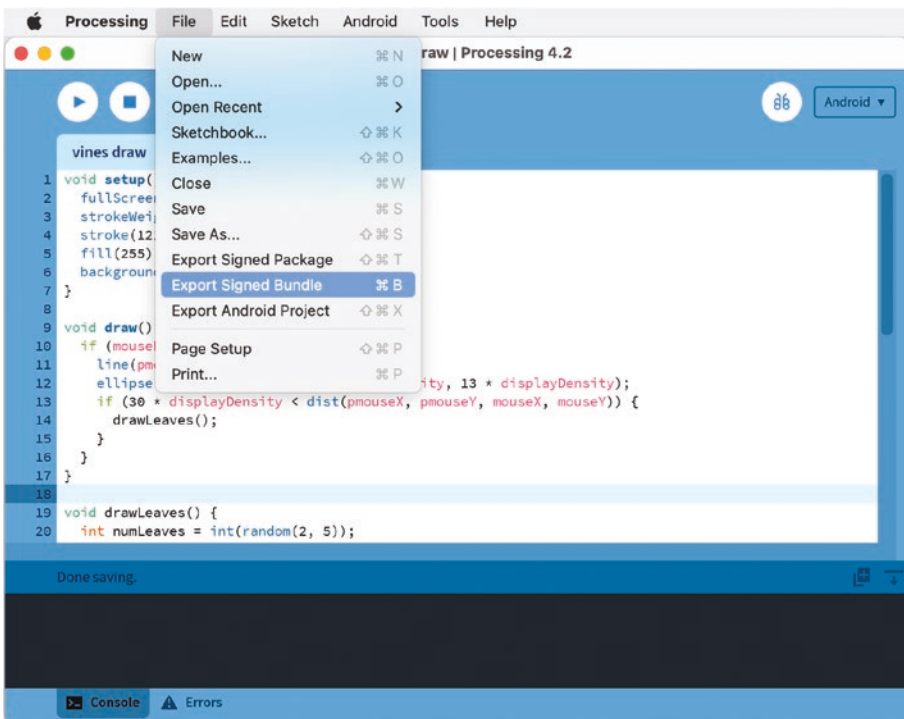 Processing File Edit Sketch Android Tools Help
raw | Processing 4.2
New ⌘ N
Open... ⌘ O
Open Recent >
Sketchbook... ⇧ ⌘ K
Examples... ⇧ ⌘ O
Close ⌘ W
Save ⌘ S
Save As... ⇧ ⌘ S
Export Signed Package ⇧ ⌘ T
Export Signed Bundle ⌘ B
Export Android Project ⇧ ⌘ X
Page Setup ⇧ ⌘ P
Print... ⌘ P
Android ▾
vines draw
1 void setup(
2 fullScree
3 strokeWei
4 stroke(12
5 fill(255)
6 background
7 }
8
9 void draw()
10 if (mouse
11 line(pm
12 ellipse ity, 13 * displayDensity);
13 if (30 * displayDensity < dist(pmouseX, pmouseY, mouseX, mouseY)) {
14 drawLeaves();
15 }
16 }
17 }
18
19 void drawLeaves() {
20 int numLeaves = int(random(2, 5));
Done saving.
Console Errors